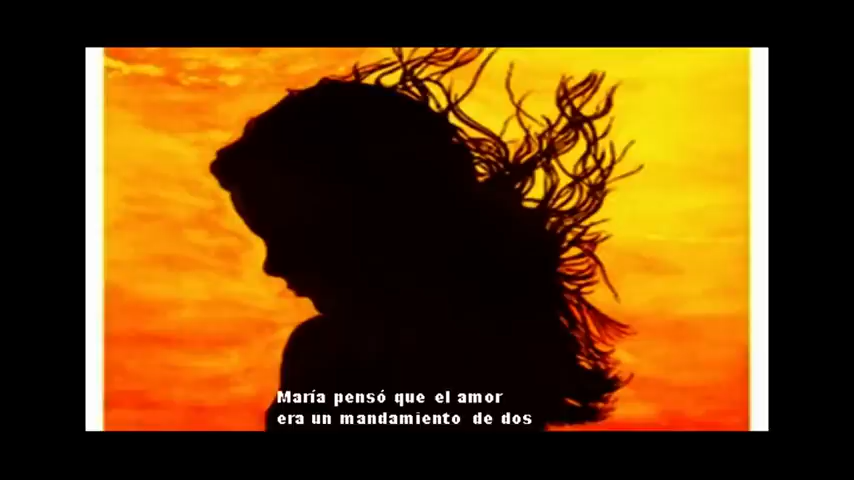 María pensó que el amor
era un mandamiento de dos